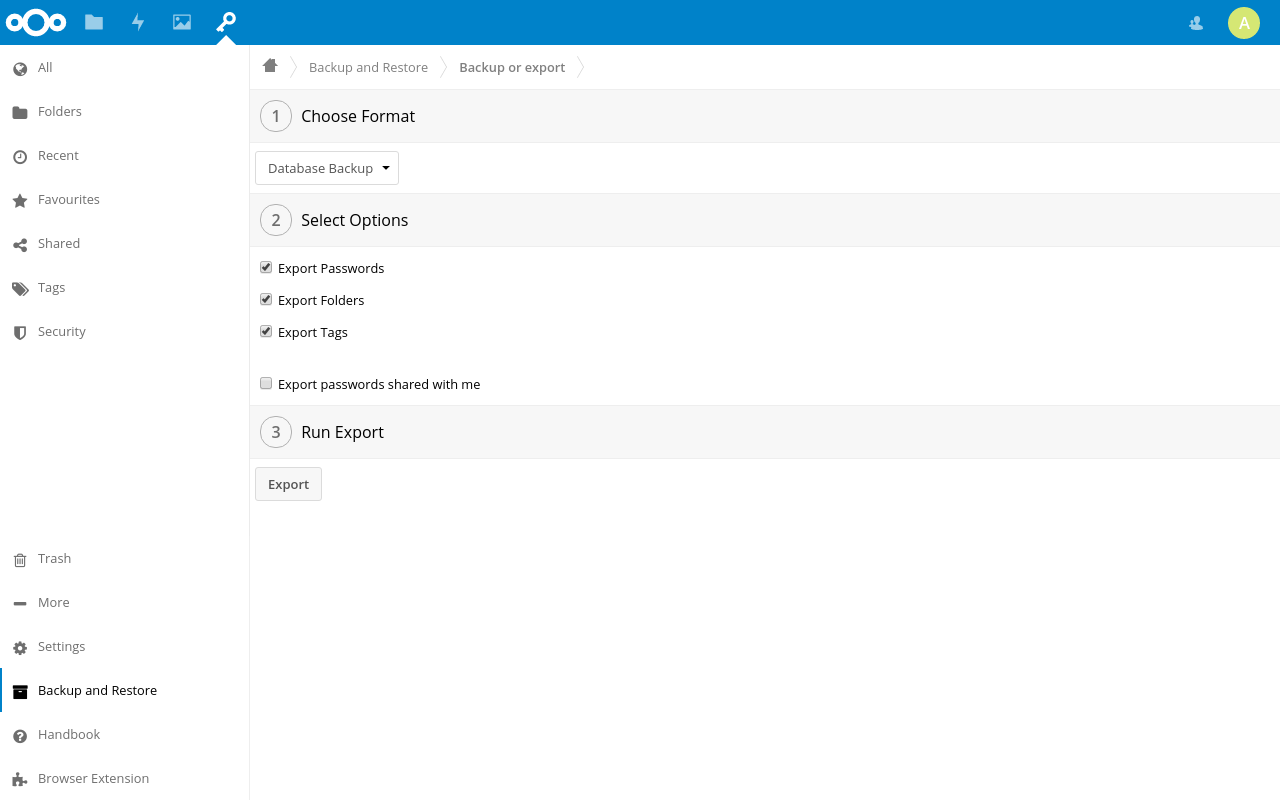 A
All
Folders
Recent
Favourites
Shared
Tags
Security
Trash
More
Settings
Backup and Restore
Handbook
Browser Extension
Backup and Restore
Backup or export
1 Choose Format
Database Backup
2 Select Options
Export Passwords
Export Folders
Export Tags
Export passwords shared with me
3 Run Export
Export